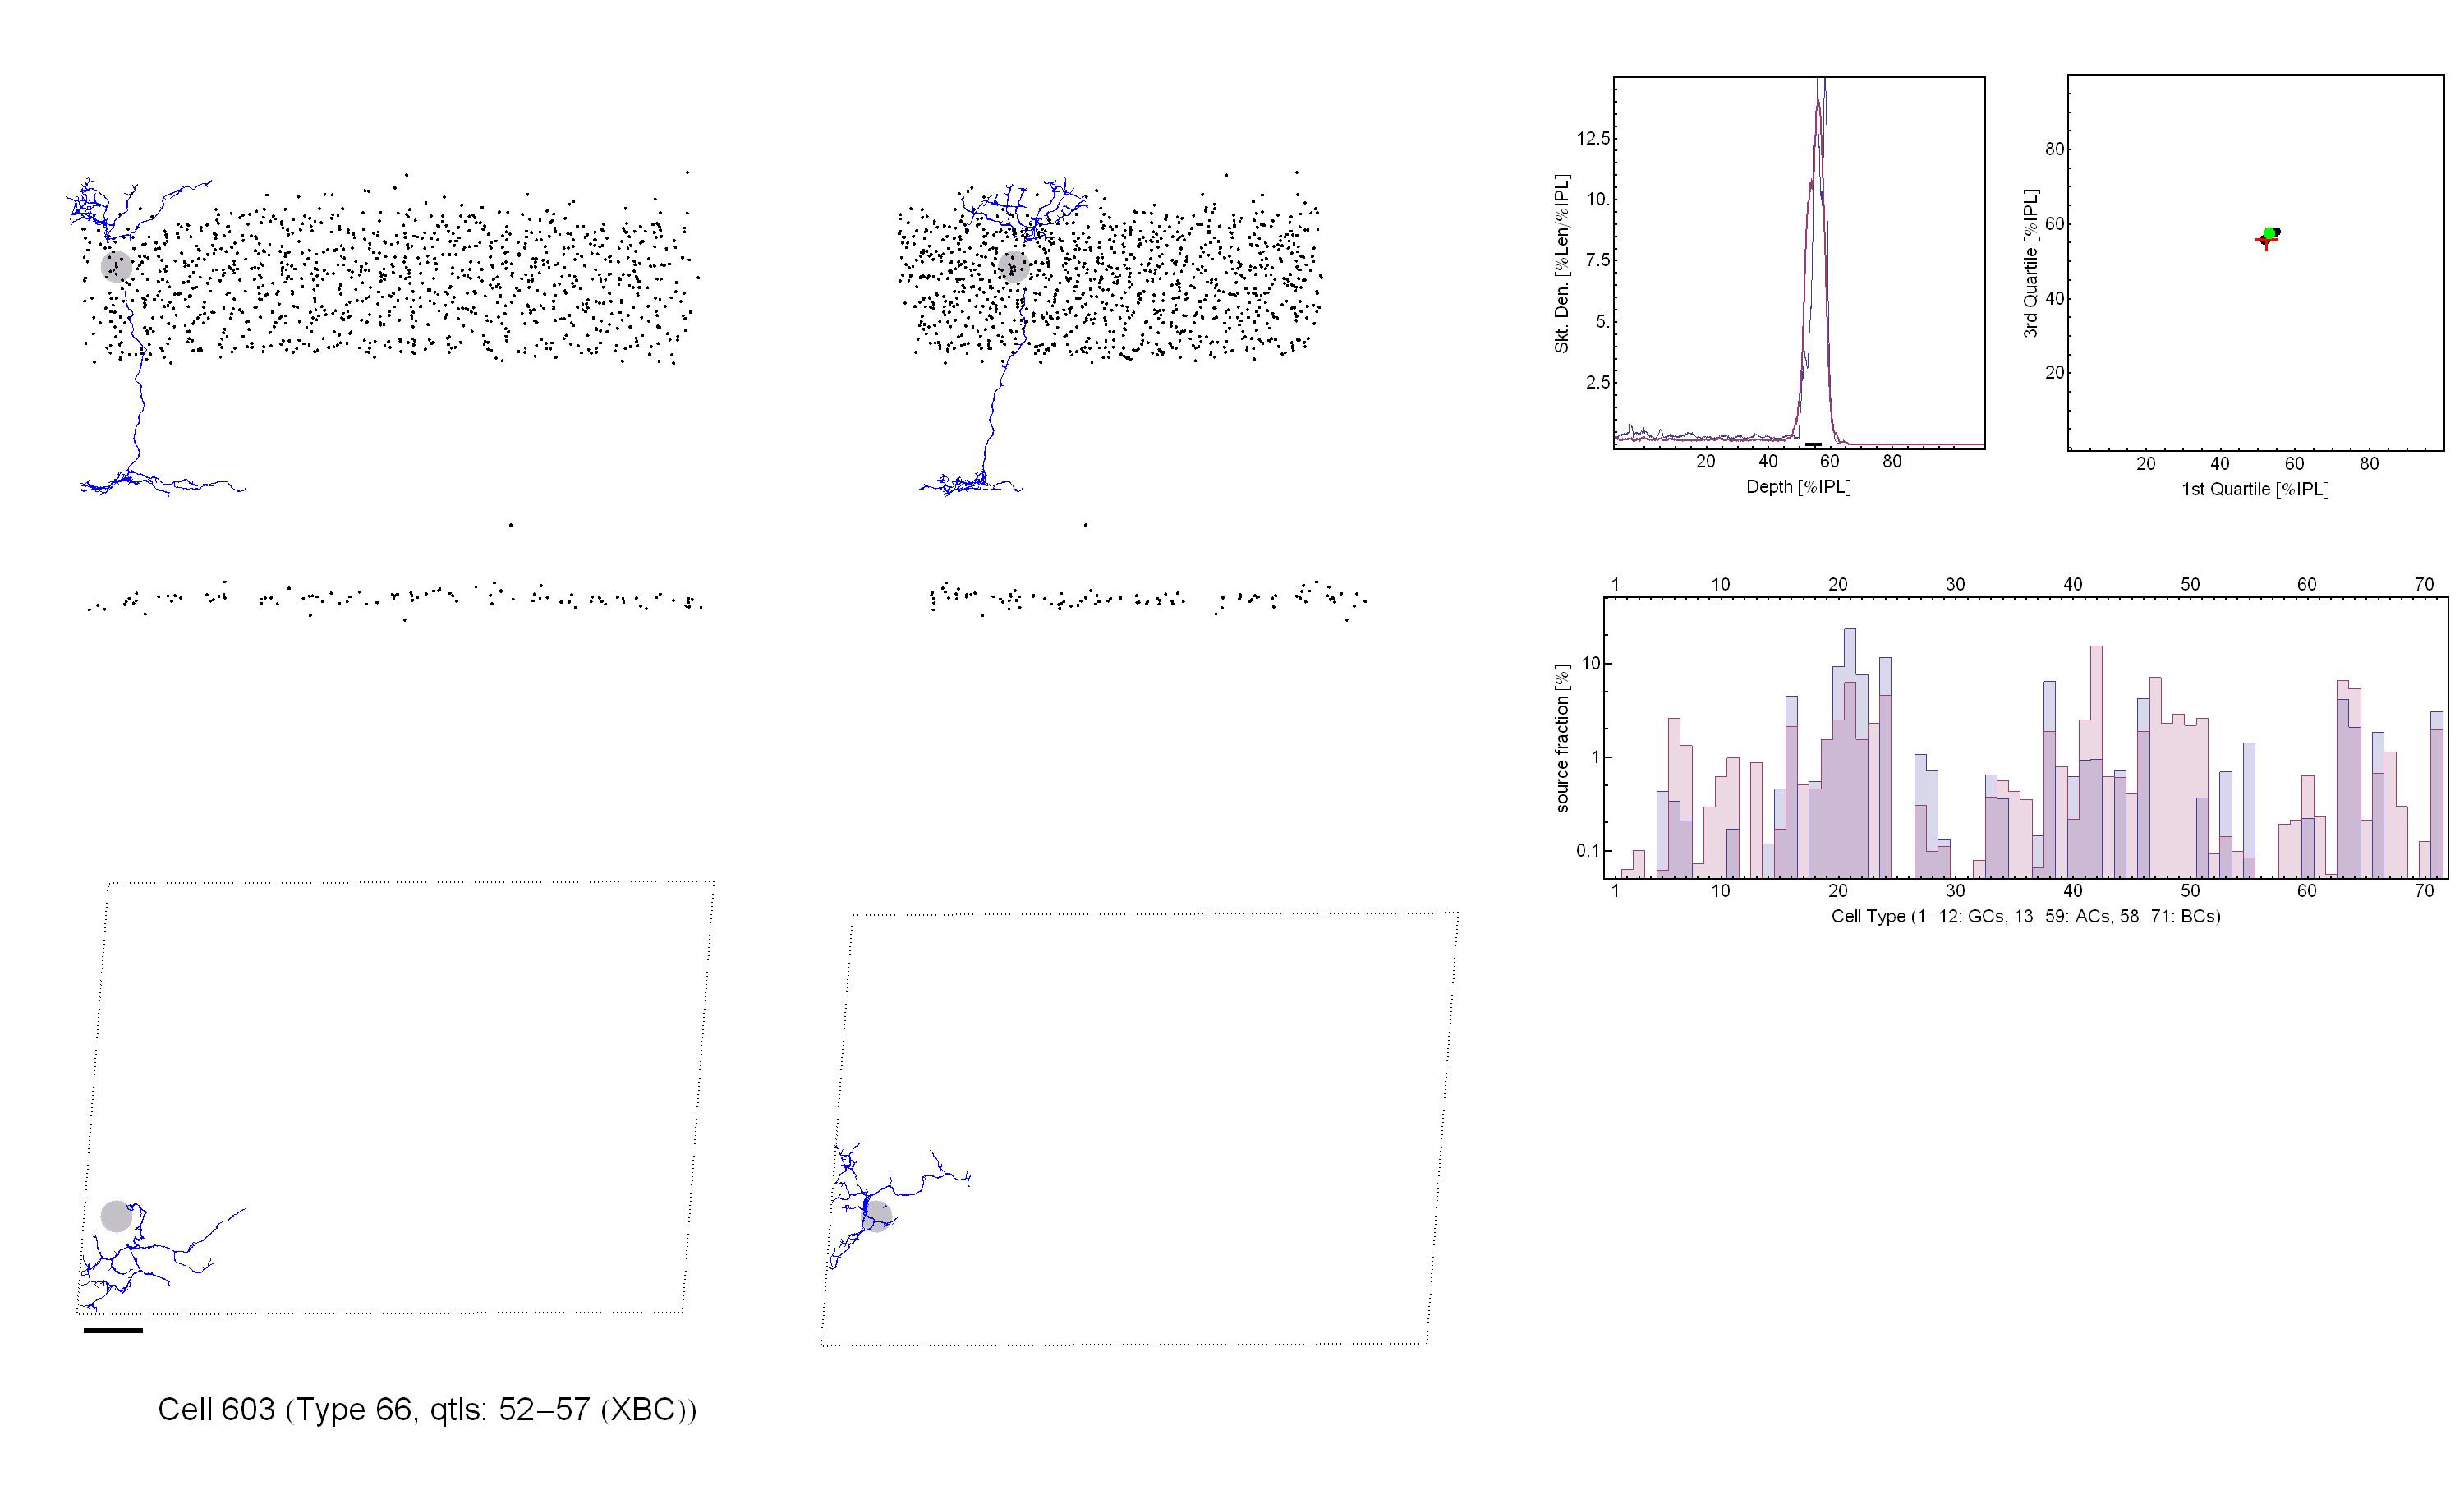 12.5
10.
7.5
5.
2.5
Skt. Den. [%Len/%IPL]
20 40 60 80
Depth [%IPL]
80
60
40
20
3rd Quartile [%IPL]
20 40 60 80
1st Quartile [%IPL]
1 10 20 30 40 50 60 70
10
1
0.1
source fraction [%]
1 10 20 30 40 50 60 70
Cell Type (1–12: GCs, 13–59: ACs, 58–71: BCs)
Cell 603 (Type 66, qtls: 52–57 (XBC))